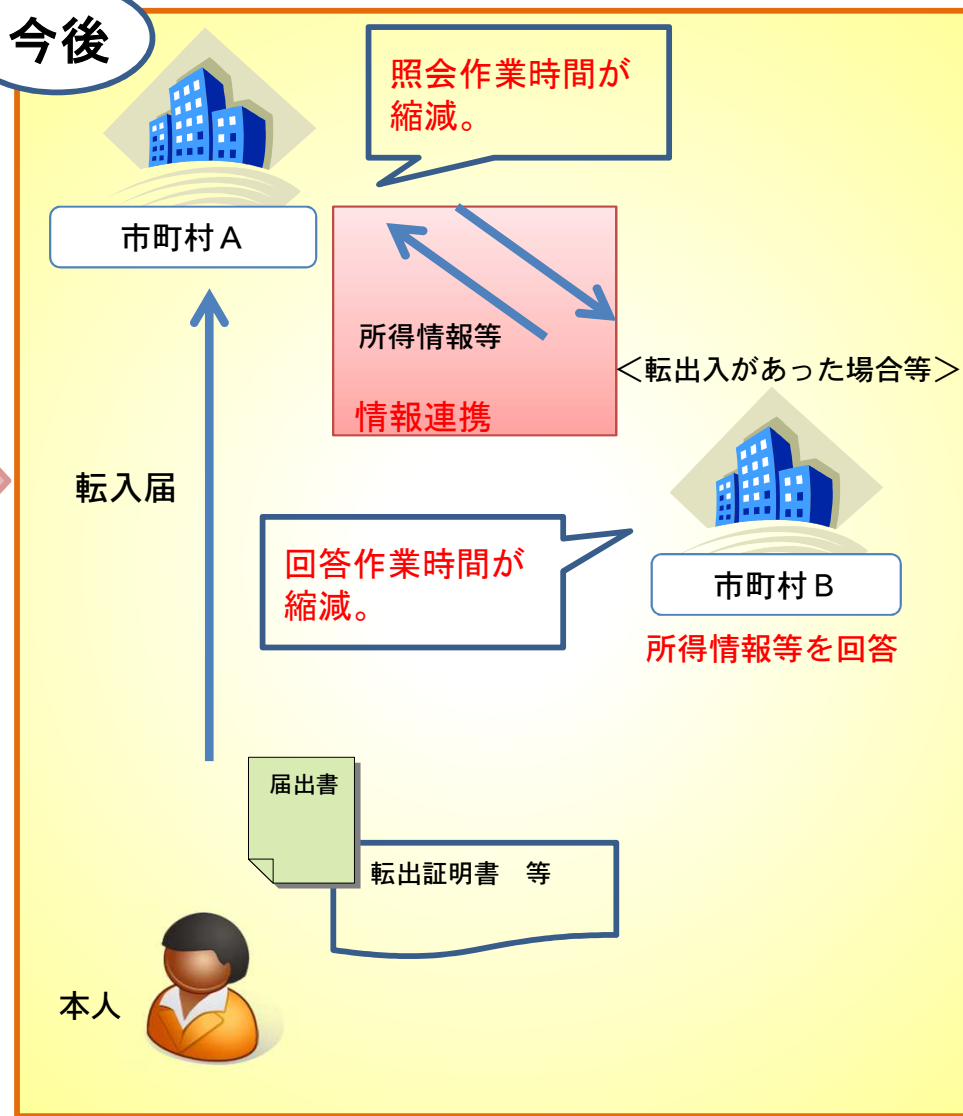 今後
照会作業時間が
縮減。
市町村A
所得情報等
情報連携
＜転出入があった場合等＞
転入届
回答作業時間が
縮減。
市町村B
所得情報等を回答
届出書
転出証明書　等
本人